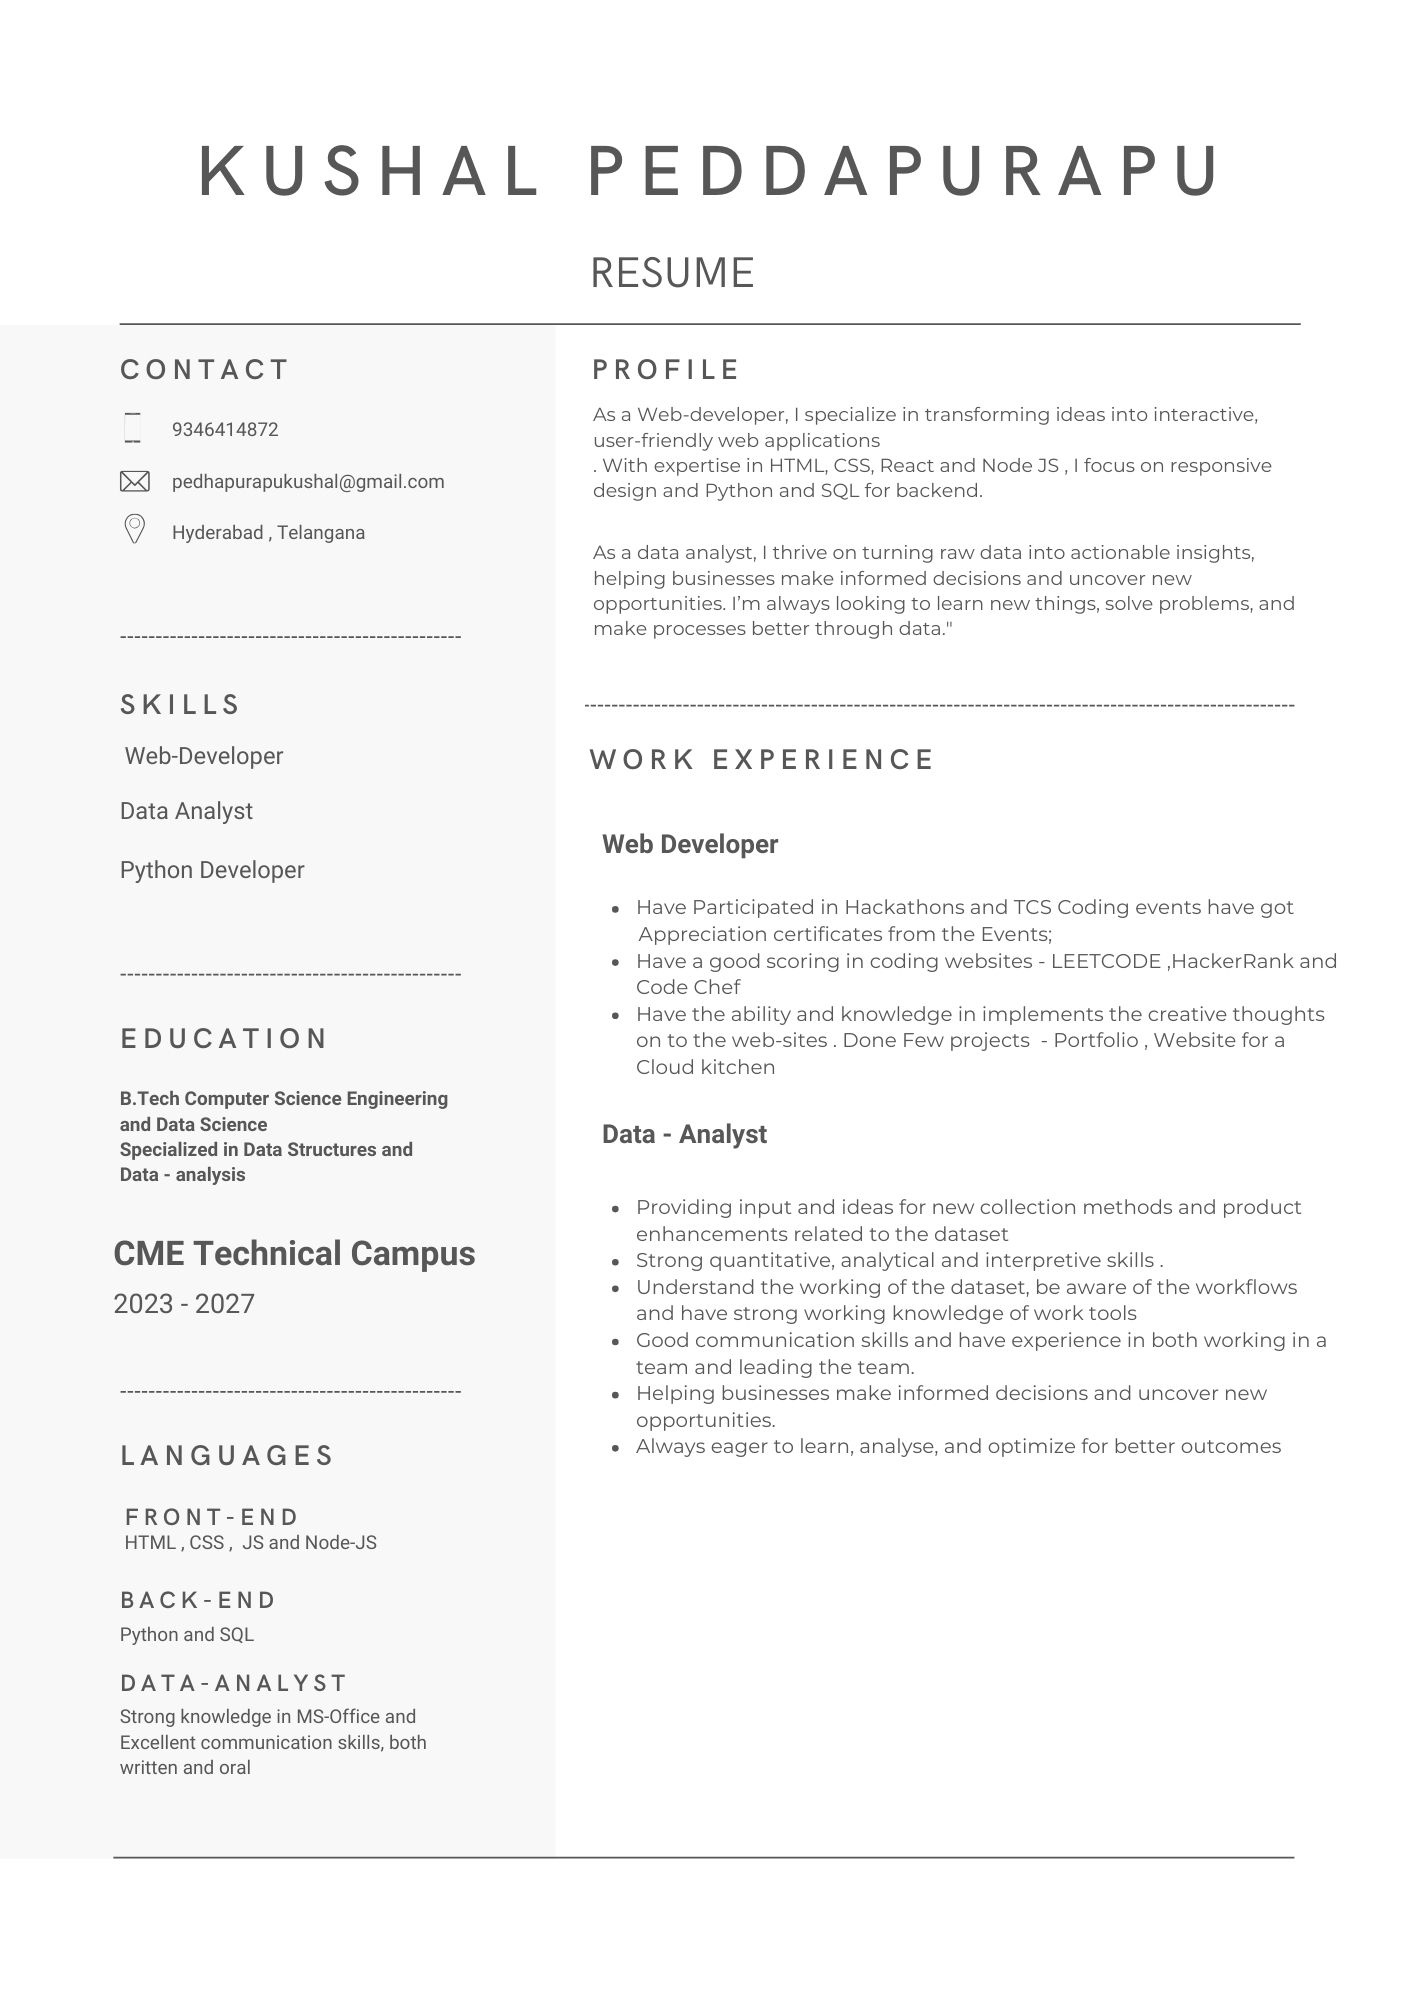 KUSHAL PEDDAPURAPU
RESUME
CONTACT
9346414872
pedhapurapukushal@gmail.com
Hyderabad , Telangana
------------------------------------------------
SKILLS
Web-Developer
Data Analyst
Python Developer
------------------------------------------------
EDUCATION
B.Tech Computer Science Engineering
and Data Science
Specialized in Data Structures and
Data - analysis
CME Technical Campus
2023 - 2027
------------------------------------------------
LANGUAGES
FRONT-END
HTML , CSS ,  JS and Node-JS
BACK-END
Python and SQL
DATA-ANALYST
Strong knowledge in MS-Office and
Excellent communication skills, both
written and oral
PROFILE
As a Web-developer, I specialize in transforming ideas into interactive,
user-friendly web applications
. With expertise in HTML, CSS, React and Node JS , I focus on responsive
design and Python and SQL for backend.
As a data analyst, I thrive on turning raw data into actionable insights,
helping businesses make informed decisions and uncover new
opportunities. I’m always looking to learn new things, solve problems, and
make processes better through data."
----------------------------------------------------------------------------------------------------
WORK EXPERIENCE
Web Developer
• Have Participated in Hackathons and TCS Coding events have got
Appreciation certificates from the Events;
• Have a good scoring in coding websites - LEETCODE ,HackerRank and
Code Chef
• Have the ability and knowledge in implements the creative thoughts
on to the web-sites . Done Few projects  - Portfolio , Website for a
Cloud kitchen
Data - Analyst
• Providing input and ideas for new collection methods and product
enhancements related to the dataset
• Strong quantitative, analytical and interpretive skills .
• Understand the working of the dataset, be aware of the workflows
and have strong working knowledge of work tools
• Good communication skills and have experience in both working in a
team and leading the team.
• Helping businesses make informed decisions and uncover new
opportunities.
• Always eager to learn, analyse, and optimize for better outcomes